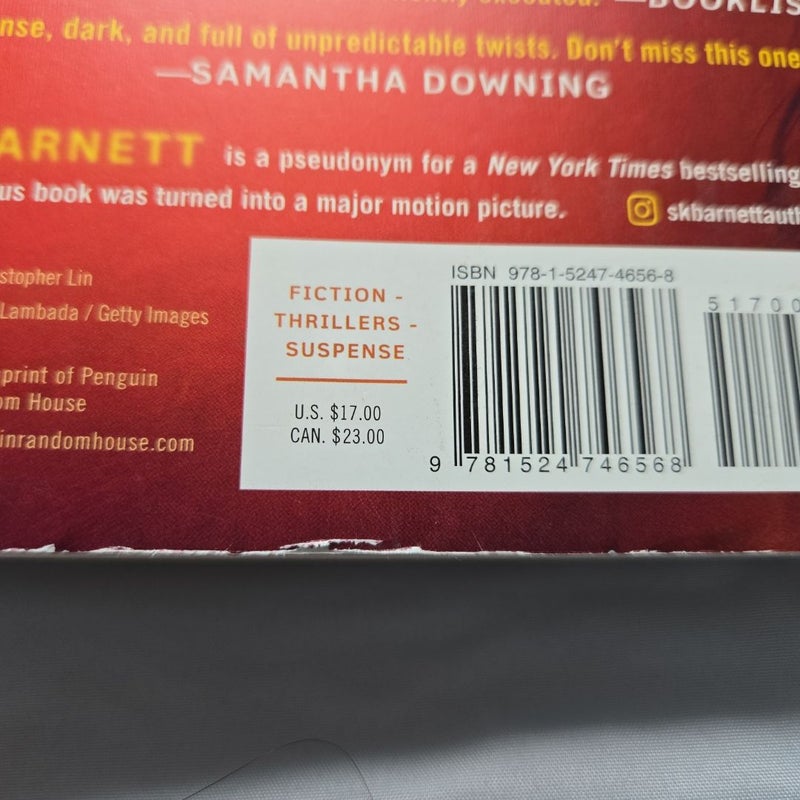 executed. —BOOKLIS
nse, dark, and full of unpredictable twists. Don't miss this one
—SAMANTHA DOWNING
ARNETT is a pseudonym for a New York Times bestselling
us book was turned into a major motion picture. skbarnettauth
stopher Lin
Lambada / Getty Images
print of Penguin
om House
inrandomhouse.com
FICTION -
THRILLERS -
SUSPENSE
U.S. $17.00
CAN. $23.00
ISBN 978-1-5247-4656-8
9 781524 746568
51700